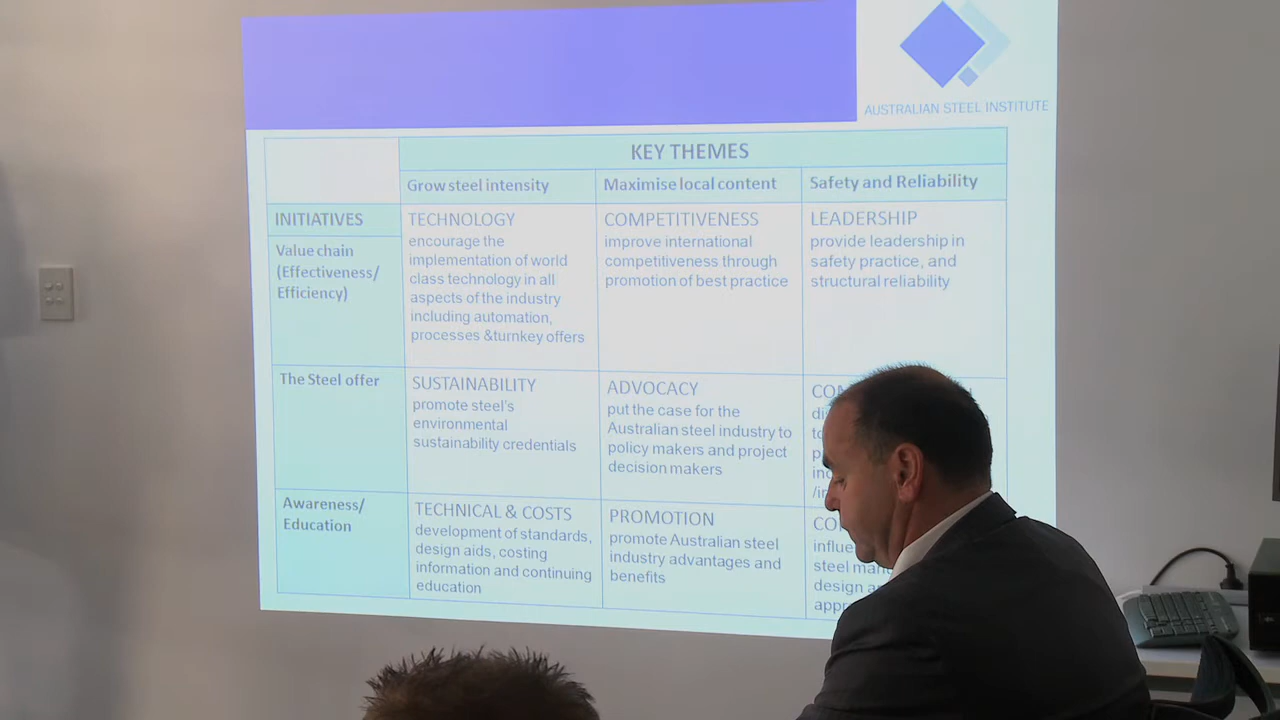 AUSTRALIAN STEEL INSTITUTE
KEY THEMES
Grow steel intensity
Maximise local content
Safety and Reliability
INITIATIVES
Value chain
(Effectiveness/
Efficiency)
TECHNOLOGY
encourage the
implementation of world
class technology in all
aspects of the industry
including automation,
processes &turnkey offers
COMPETITIVENESS
improve international
competitiveness through
promotion of best practice
LEADERSHIP
provide leadership in
safety practice, and
structural reliability
The Steel offer
SUSTAINABILITY
promote steel's
environmental
sustainability credentials
ADVOCACY
put the case for the
Australian steel industry to
policy makers and project
decision makers
Awareness/
Education
TECHNICAL & COSTS
development of standards,
design aids, costing
information and continuing
education
PROMOTION
promote Australian steel
industry advantages and
benefits
steel
design